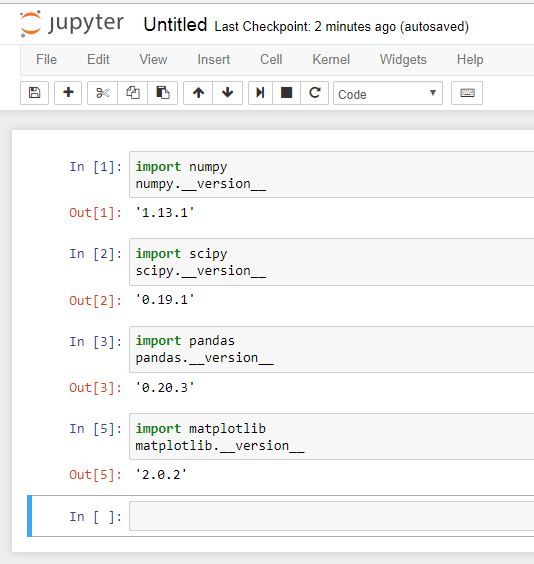 jupyter Untitled Last Checkpoint: 2 minutes ago (autosaved)
File Edit View Insert Cell Kernel Widgets Help
Code
In [1]: import numpy
numpy.__version__
Out[1]: '1.13.1'
In [2]: import scipy
scipy.__version__
Out[2]: '0.19.1'
In [3]: import pandas
pandas.__version__
Out[3]: '0.20.3'
In [5]: import matplotlib
matplotlib.__version__
Out[5]: '2.0.2'
In [ ]: